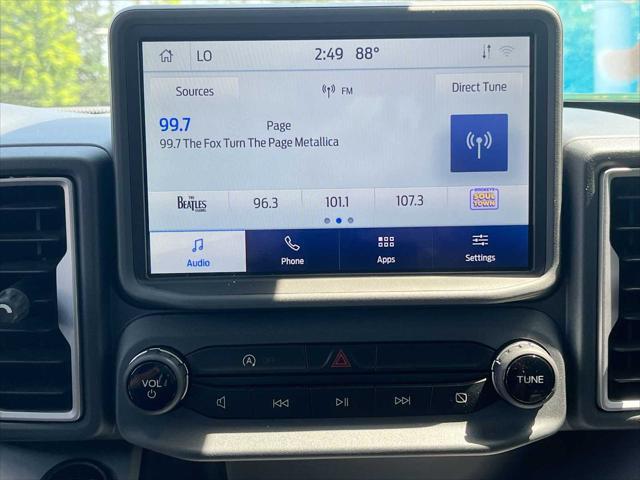 LO 2:49 88°
Sources FM Direct Tune
99.7 Page
99.7 The Fox Turn The Page Metallica
THE BEATLES 96.3 101.1 107.3 SOUL TOWN
Audio Phone Apps Settings
VOL TUNE